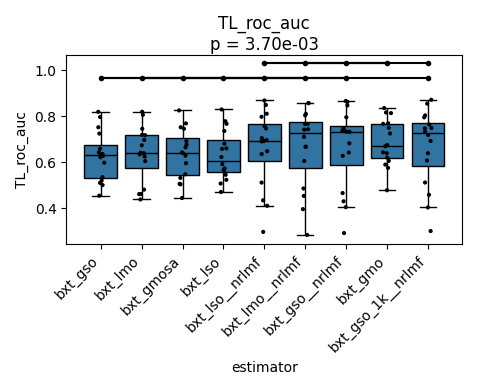 TL_roc_auc
p = 3.70e-03
1.0
0.8
0.6
0.4
TL_roc_auc
bxt_gso
bxt_lmo
bxt_gmosa
bxt_lso
bxt_lso__nrlmf
bxt_lmo__nrlmf
bxt_gso__nrlmf
bxt_gmo
bxt_gso_1k__nrlmf
estimator